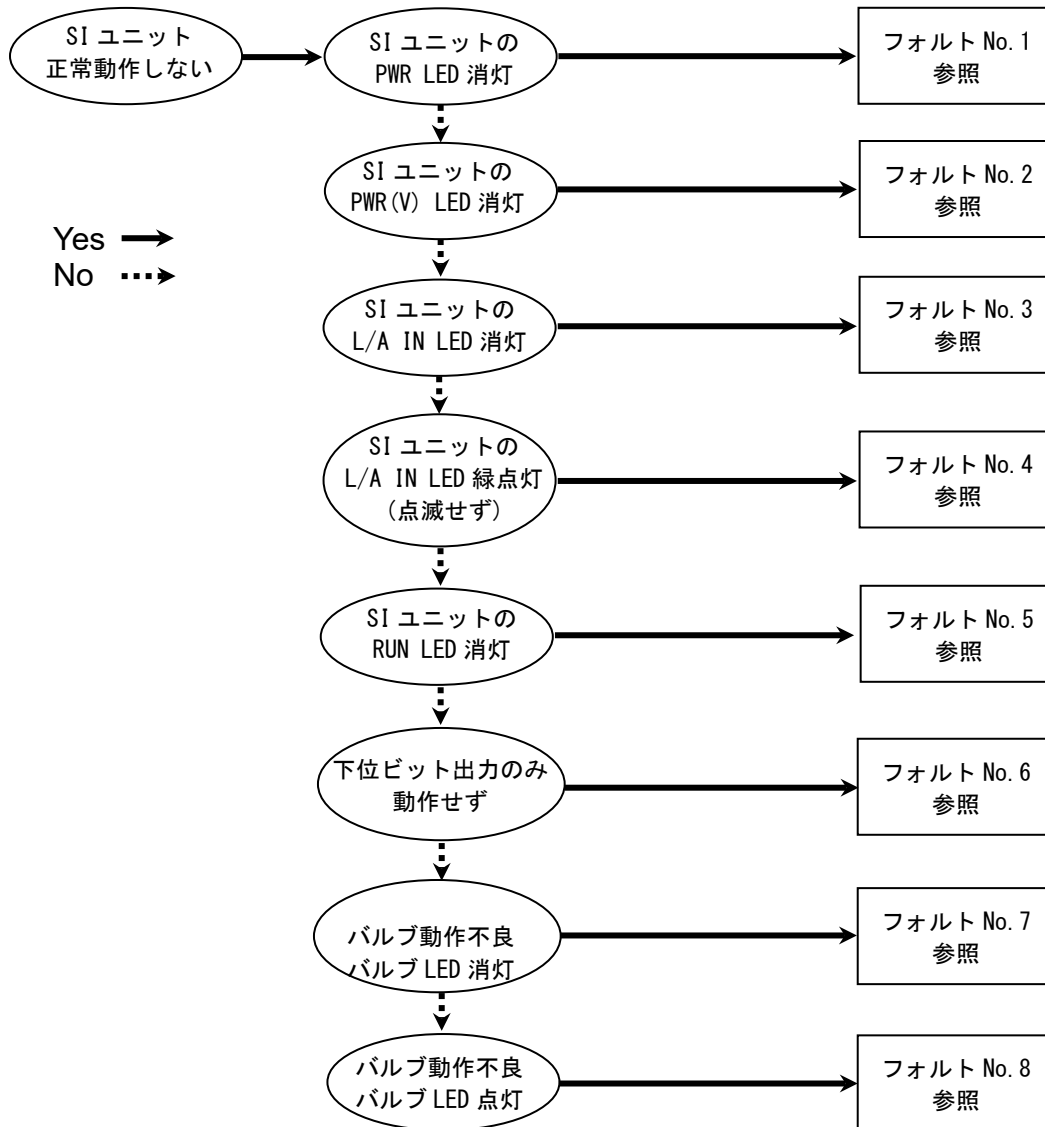 SI ユニット
正常動作しない
SI ユニットの
PWR LED 消灯
フォルト No.1
参照
SI ユニットの
PWR(V) LED 消灯
フォルト No.2
参照
Yes
No
SI ユニットの
L/A IN LED 消灯
フォルト No.3
参照
SI ユニットの
L/A IN LED 緑点灯
(点滅せず)
フォルト No.4
参照
SI ユニットの
RUN LED 消灯
フォルト No.5
参照
下位ビット出力のみ
動作せず
フォルト No.6
参照
バルブ動作不良
バルブ LED 消灯
フォルト No.7
参照
バルブ動作不良
バルブ LED 点灯
フォルト No.8
参照